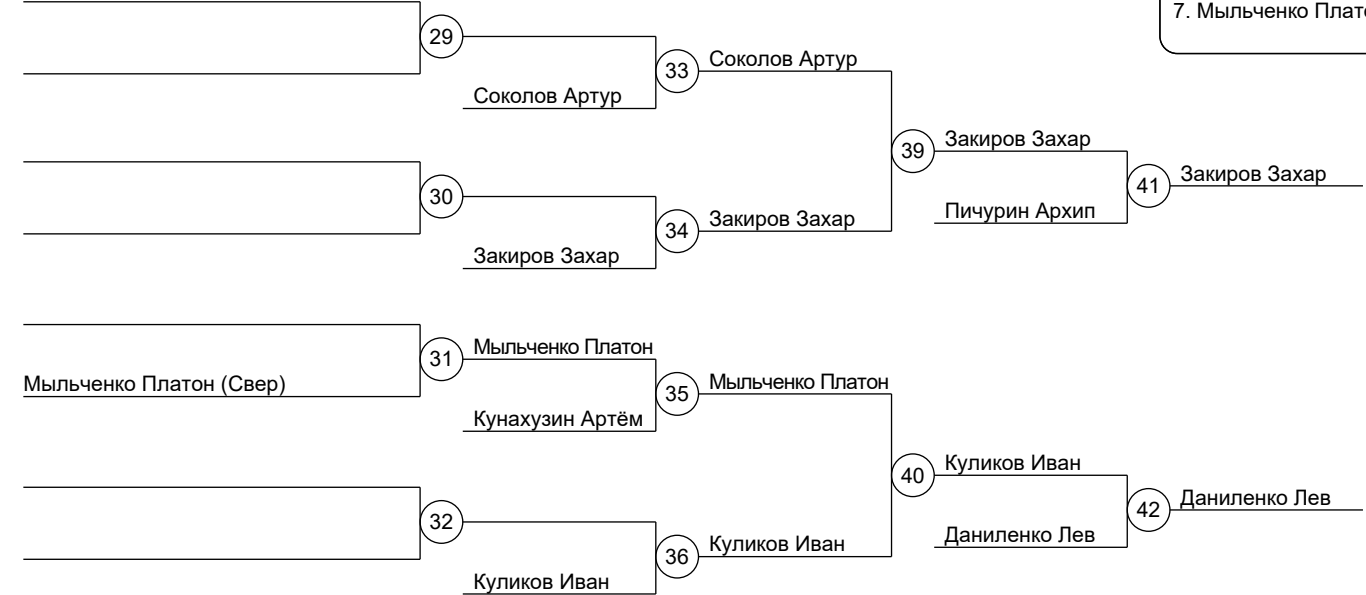 7. Мыльченко
29
Соколов Артур
33
Соколов Артур
30
Закиров Захар
34
Закиров Захар
39
Закиров Захар
Пичурин Архип
41
Закиров Захар
Мыльченко Платон (Свер)
31
Мыльченко Платон
Кунахузин Артём
35
Мыльченко Платон
32
Куликов Иван
36
Куликов Иван
40
Куликов Иван
Даниленко Лев
42
Даниленко Лев